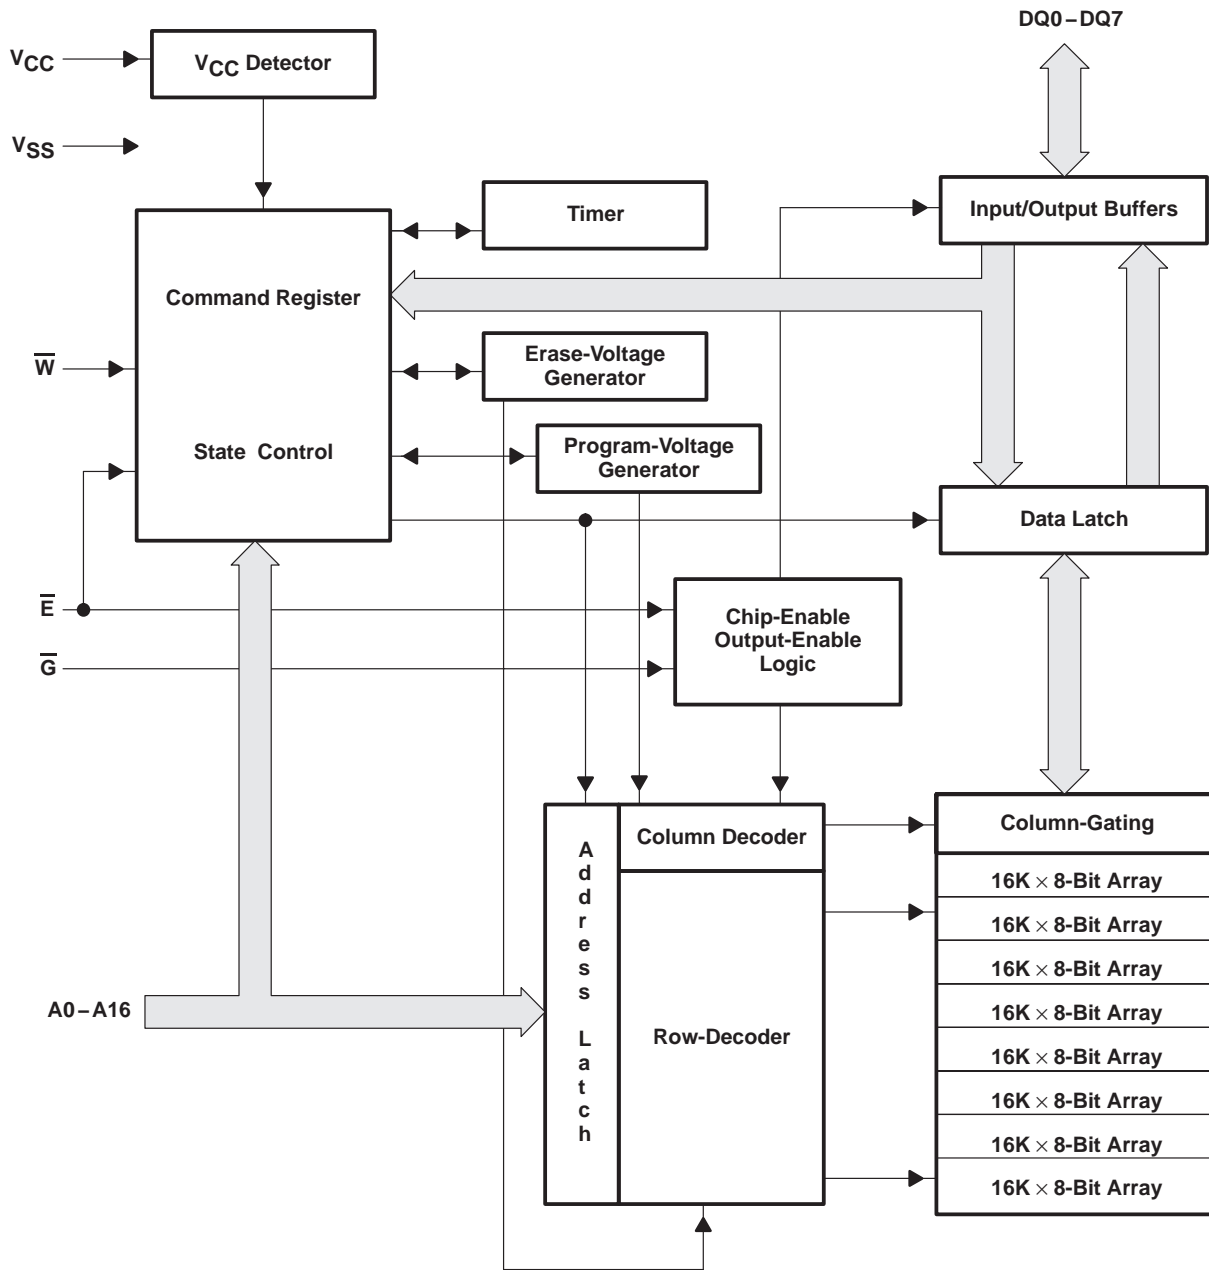 DQ0–DQ7
VCC
VCC Detector
VSS
Timer
Input/Output Buffers
Command Register
W̅
Erase-Voltage
Generator
State Control
Program-Voltage
Generator
Data Latch
E̅
Chip-Enable
Output-Enable
Logic
G̅
Address Latch
Column Decoder
Column-Gating
16K × 8-Bit Array
16K × 8-Bit Array
16K × 8-Bit Array
16K × 8-Bit Array
16K × 8-Bit Array
16K × 8-Bit Array
16K × 8-Bit Array
16K × 8-Bit Array
A0–A16
Row-Decoder